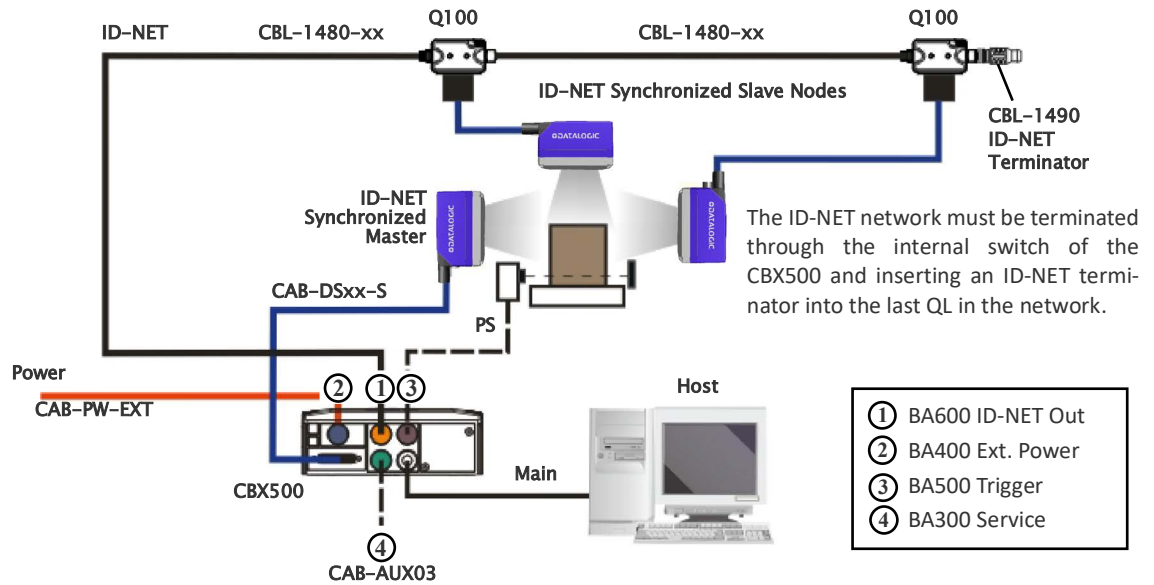 Q100
Q100
ID-NET
CBL-1480-xx
CBL-1480-xx
ID-NET Synchronized Slave Nodes
CBL-1490
ID-NET
Terminator
DATALOGIC
ID-NET
Synchronized
Master
DATALOGIC
DATALOGIC
The ID-NET network must be terminated
through the internal switch of the
CBX500 and inserting an ID-NET termi-
nator into the last QL in the network.
CAB-DSxx-S
PS
Power
CAB-PW-EXT
2
1
3
Host
1 BA600 ID-NET Out
2 BA400 Ext. Power
3 BA500 Trigger
4 BA300 Service
Main
CBX500
4
CAB-AUX03